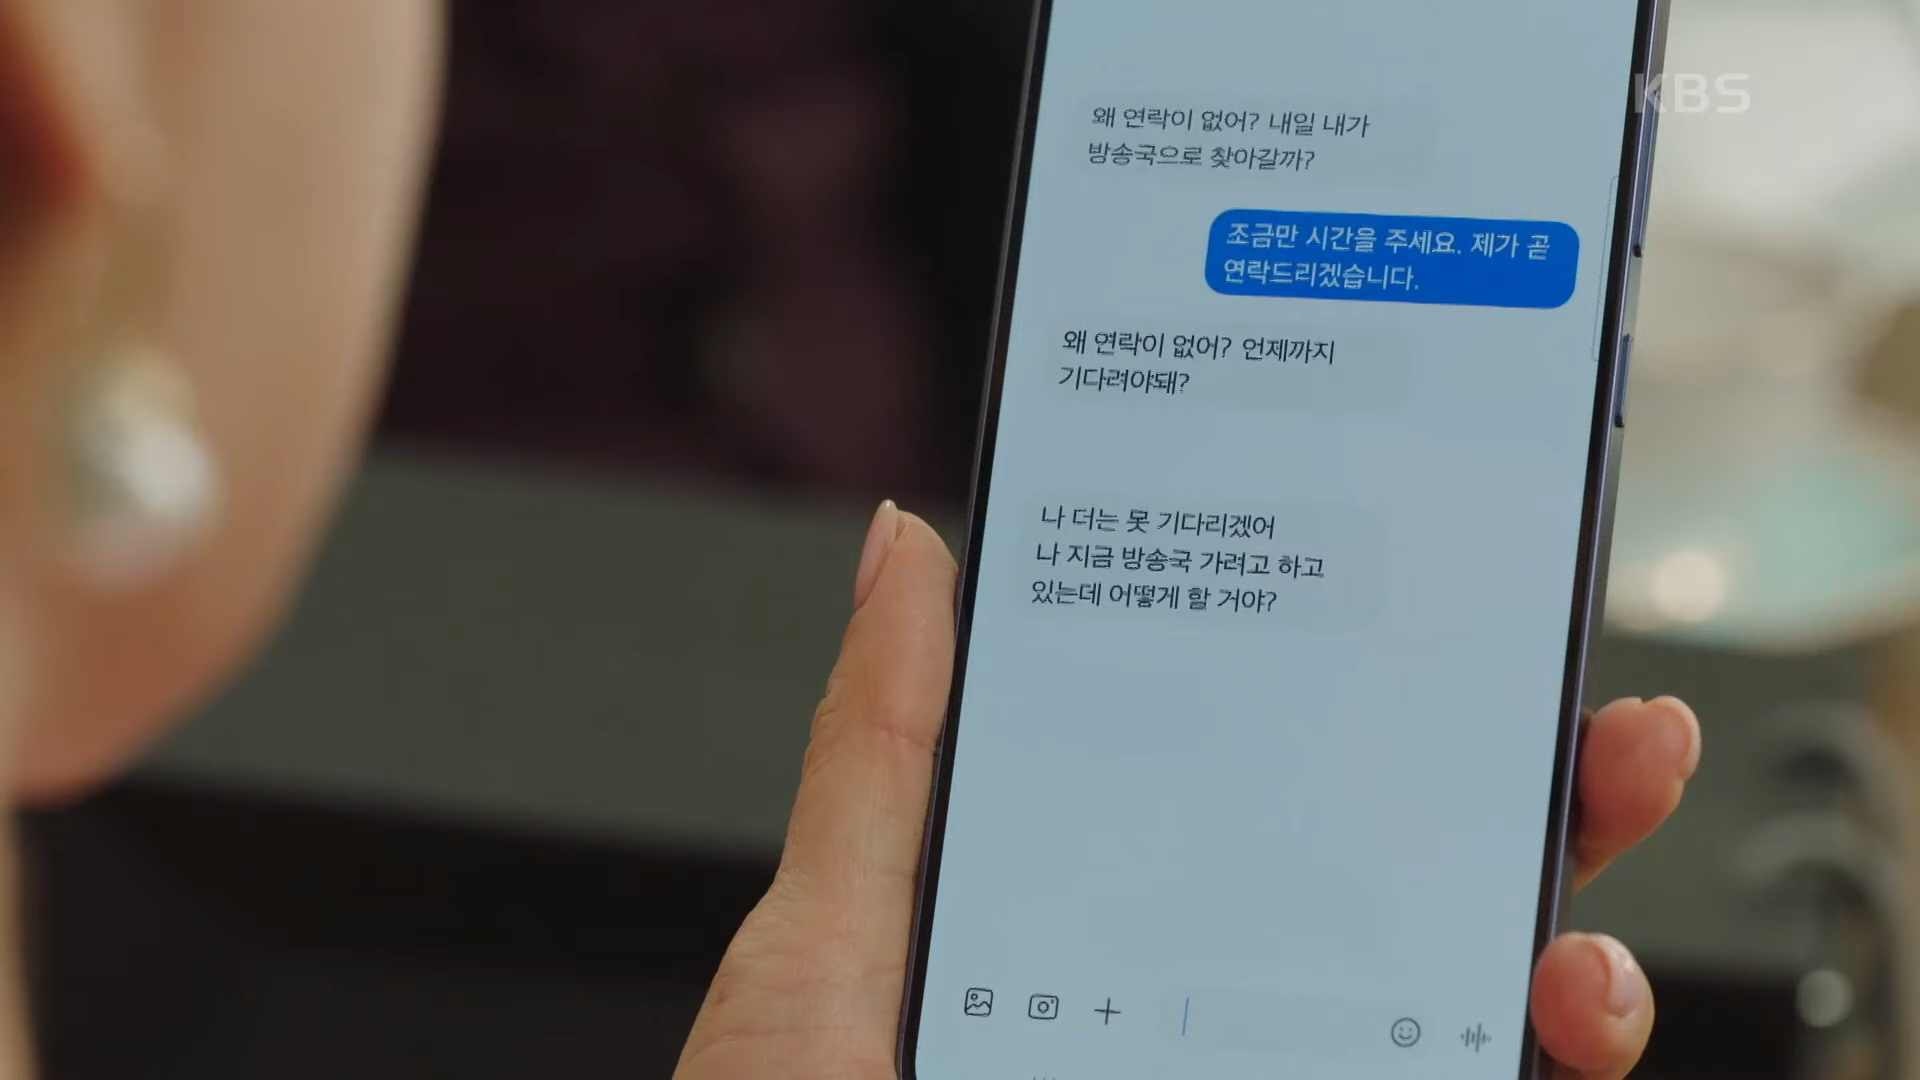 KBS
왜 연락이 없어? 내일 내가
방송국으로 찾아갈까?
조금만 시간을 주세요. 제가 곧
연락드리겠습니다.
왜 연락이 없어? 언제까지
기다려야돼?
나 더는 못 기다리겠어
나 지금 방송국 가려고 하고
있는데 어떻게 할 거야?